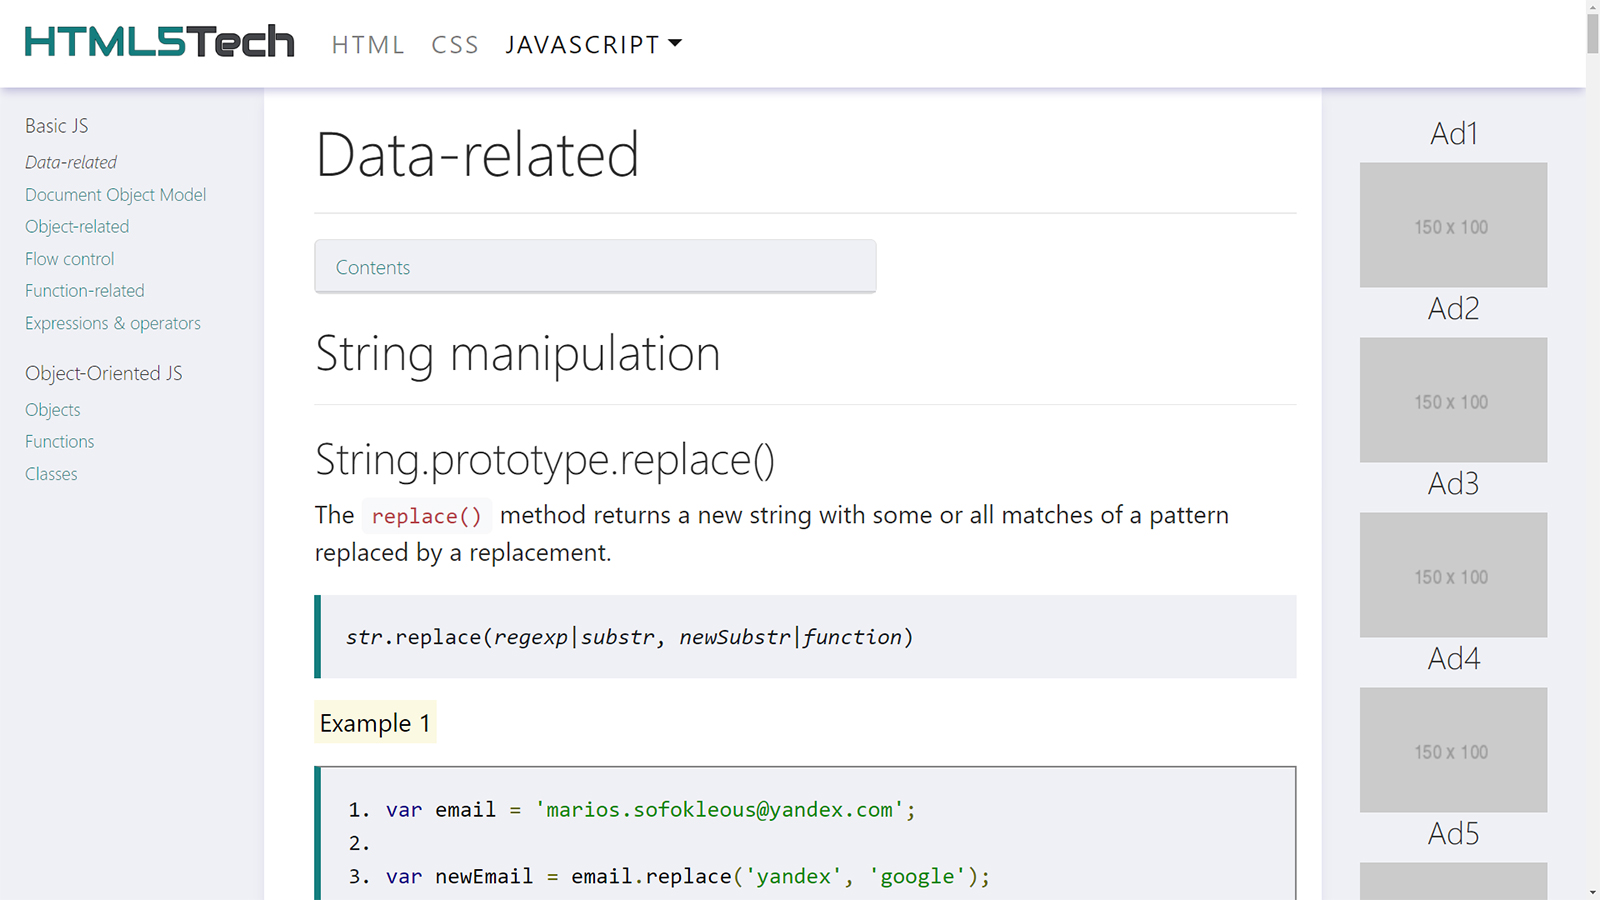 HTML5Tech HTML CSS JAVASCRIPT
Basic JS
Data-related
Document Object Model
Object-related
Flow control
Function-related
Expressions & operators
Object-Oriented JS
Objects
Functions
Classes
Data-related
Contents
String manipulation
String.prototype.replace()
The replace() method returns a new string with some or all matches of a pattern
replaced by a replacement.
str.replace(regexp|substr, newSubstr|function)
Example 1
1. var email = 'marios.sofokleous@yandex.com';
2.
3. var newEmail = email.replace('yandex', 'google');
Ad1
150 x 100
Ad2
150 x 100
Ad3
150 x 100
Ad4
150 x 100
Ad5